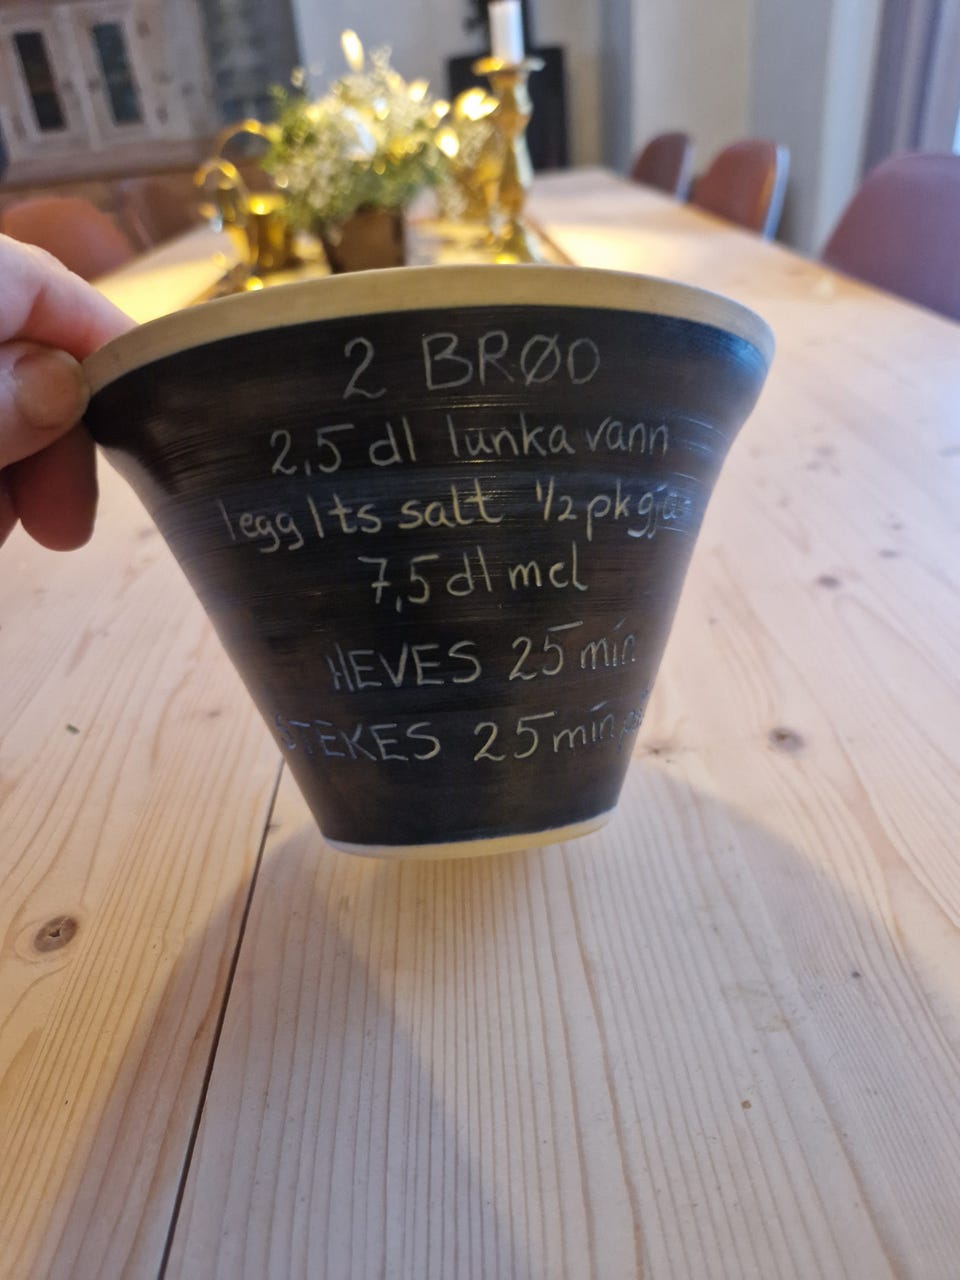 2 BRØD
2,5 dl lunka vann
1 egg 1 ts salt 1/2 pk
7,5 dl mel
HEVES 25 min
STEKES 25 min